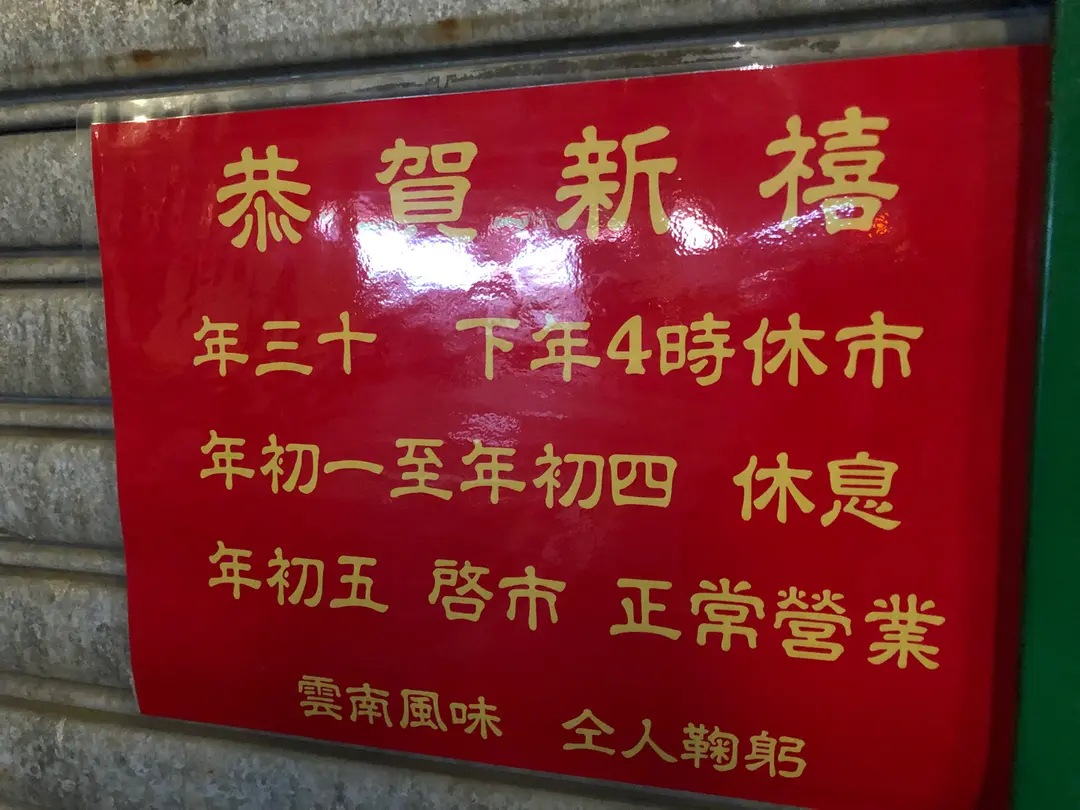 恭賀新禧
年三十 下年4時休市
年初一至年初四 休息
年初五 啓市 正常營業
雲南風味 仝人鞠躬